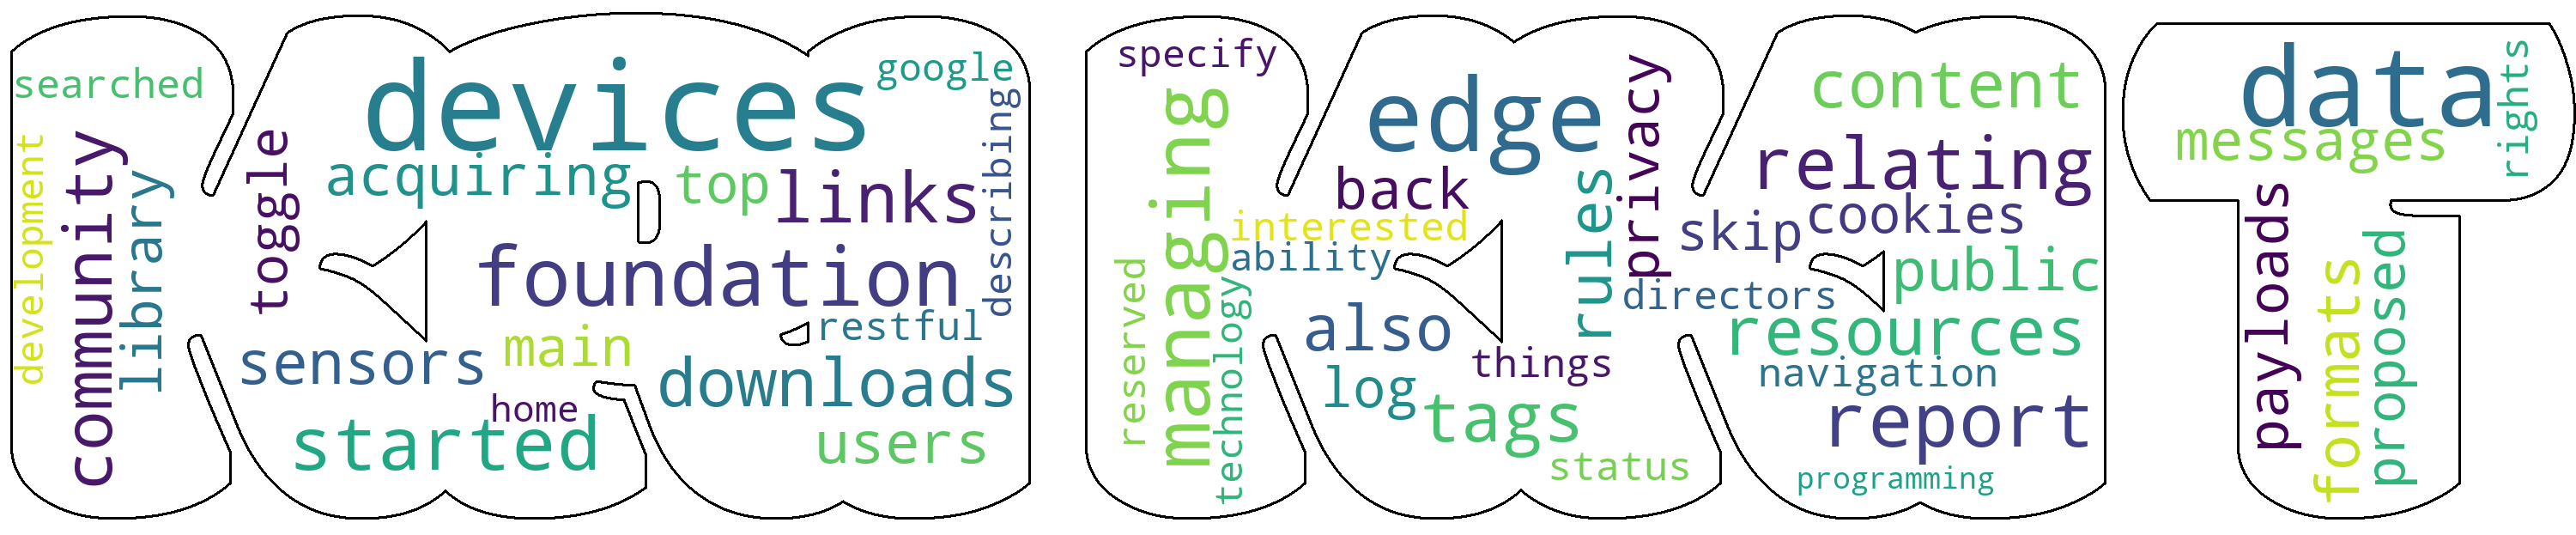 searched
development
community
library
toggle
devices
google
acquiring
top
links
describing
foundation
sensors
main
restful
home
downloads
started
users
specify
managing
reserved
technology
edge
privacy
back
interested
ability
rules
also
things
log
tags
status
content
relating
skip
cookies
public
directors
resources
navigation
report
programming
data
messages
rights
payloads
formats
proposed